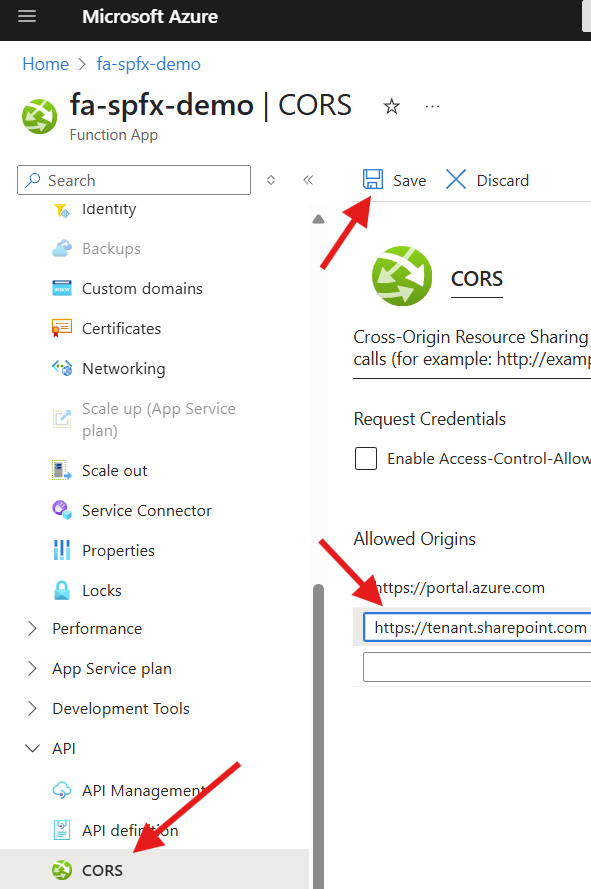 Microsoft Azure
Home > fa-spfx-demo
fa-spfx-demo | CORS
Function App
Search
Save
Discard
Identity
Backups
Custom domains
Certificates
Networking
Scale up (App Service
plan)
Scale out
Service Connector
Properties
Locks
Performance
App Service plan
Development Tools
API
API Management
API definition
CORS
CORS
Cross-Origin Resource Sharing
calls (for example: http://examp
Request Credentials
Enable Access-Control-Allow
Allowed Origins
https://portal.azure.com
https://tenant.sharepoint.com